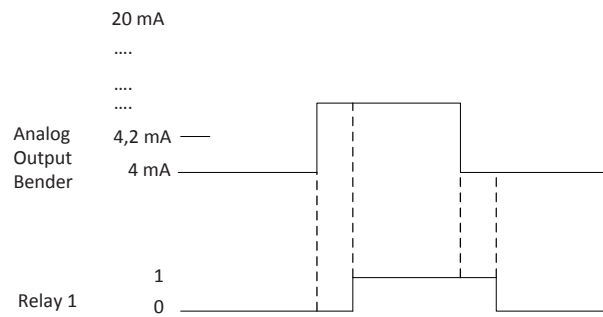 20 mA
....
....
....
Analog
Output
Bender
4,2 mA
4 mA
1
Relay 1
0